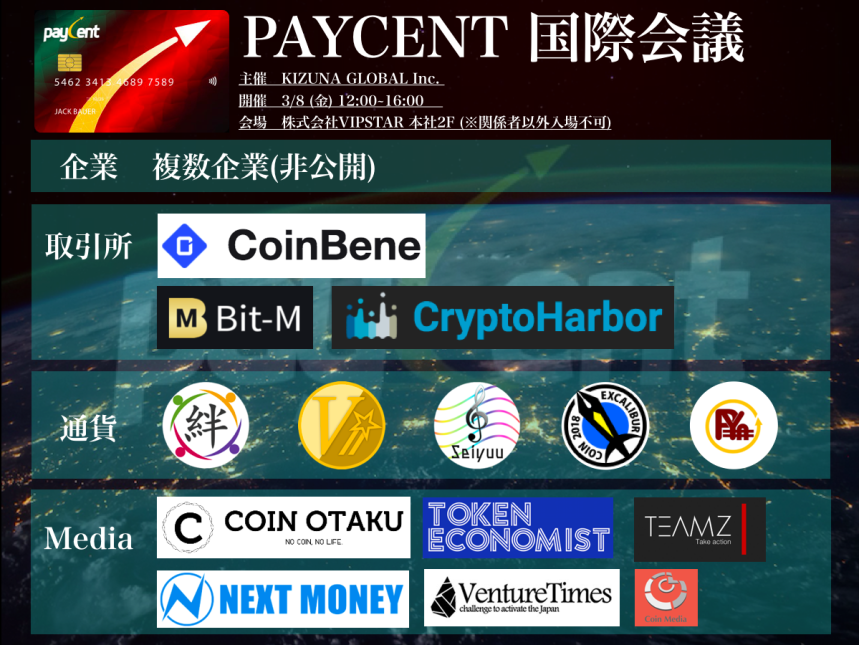 payCent
5462 3413 4689 7589
JACK BAUER
PAYCENT 国際会議
主催 KIZUNA GLOBAL Inc.
開催 3/8 (金) 12:00~16:00
会場 株式会社VIPSTAR 本社2F (※関係者以外入場不可)
企業 複数企業(非公開)
取引所
CoinBene
M Bit-M
CryptoHarbor
通貨
絆
V
Seiyuu
EXCALIBUR
COIN 2018
Media
C COIN OTAKU
NO COIN, NO LIFE.
TOKEN
ECONOMIST
TEAMZ
Take action
N NEXT MONEY
VentureTimes
challenge to activate the Japan
Coin Media
payCent